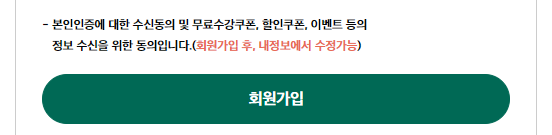 - 본인인증에 대한 수신동의 및 무료수강쿠폰, 할인쿠폰, 이벤트 등의
정보 수신을 위한 동의입니다.(회원가입 후, 내정보에서 수정가능)
회원가입